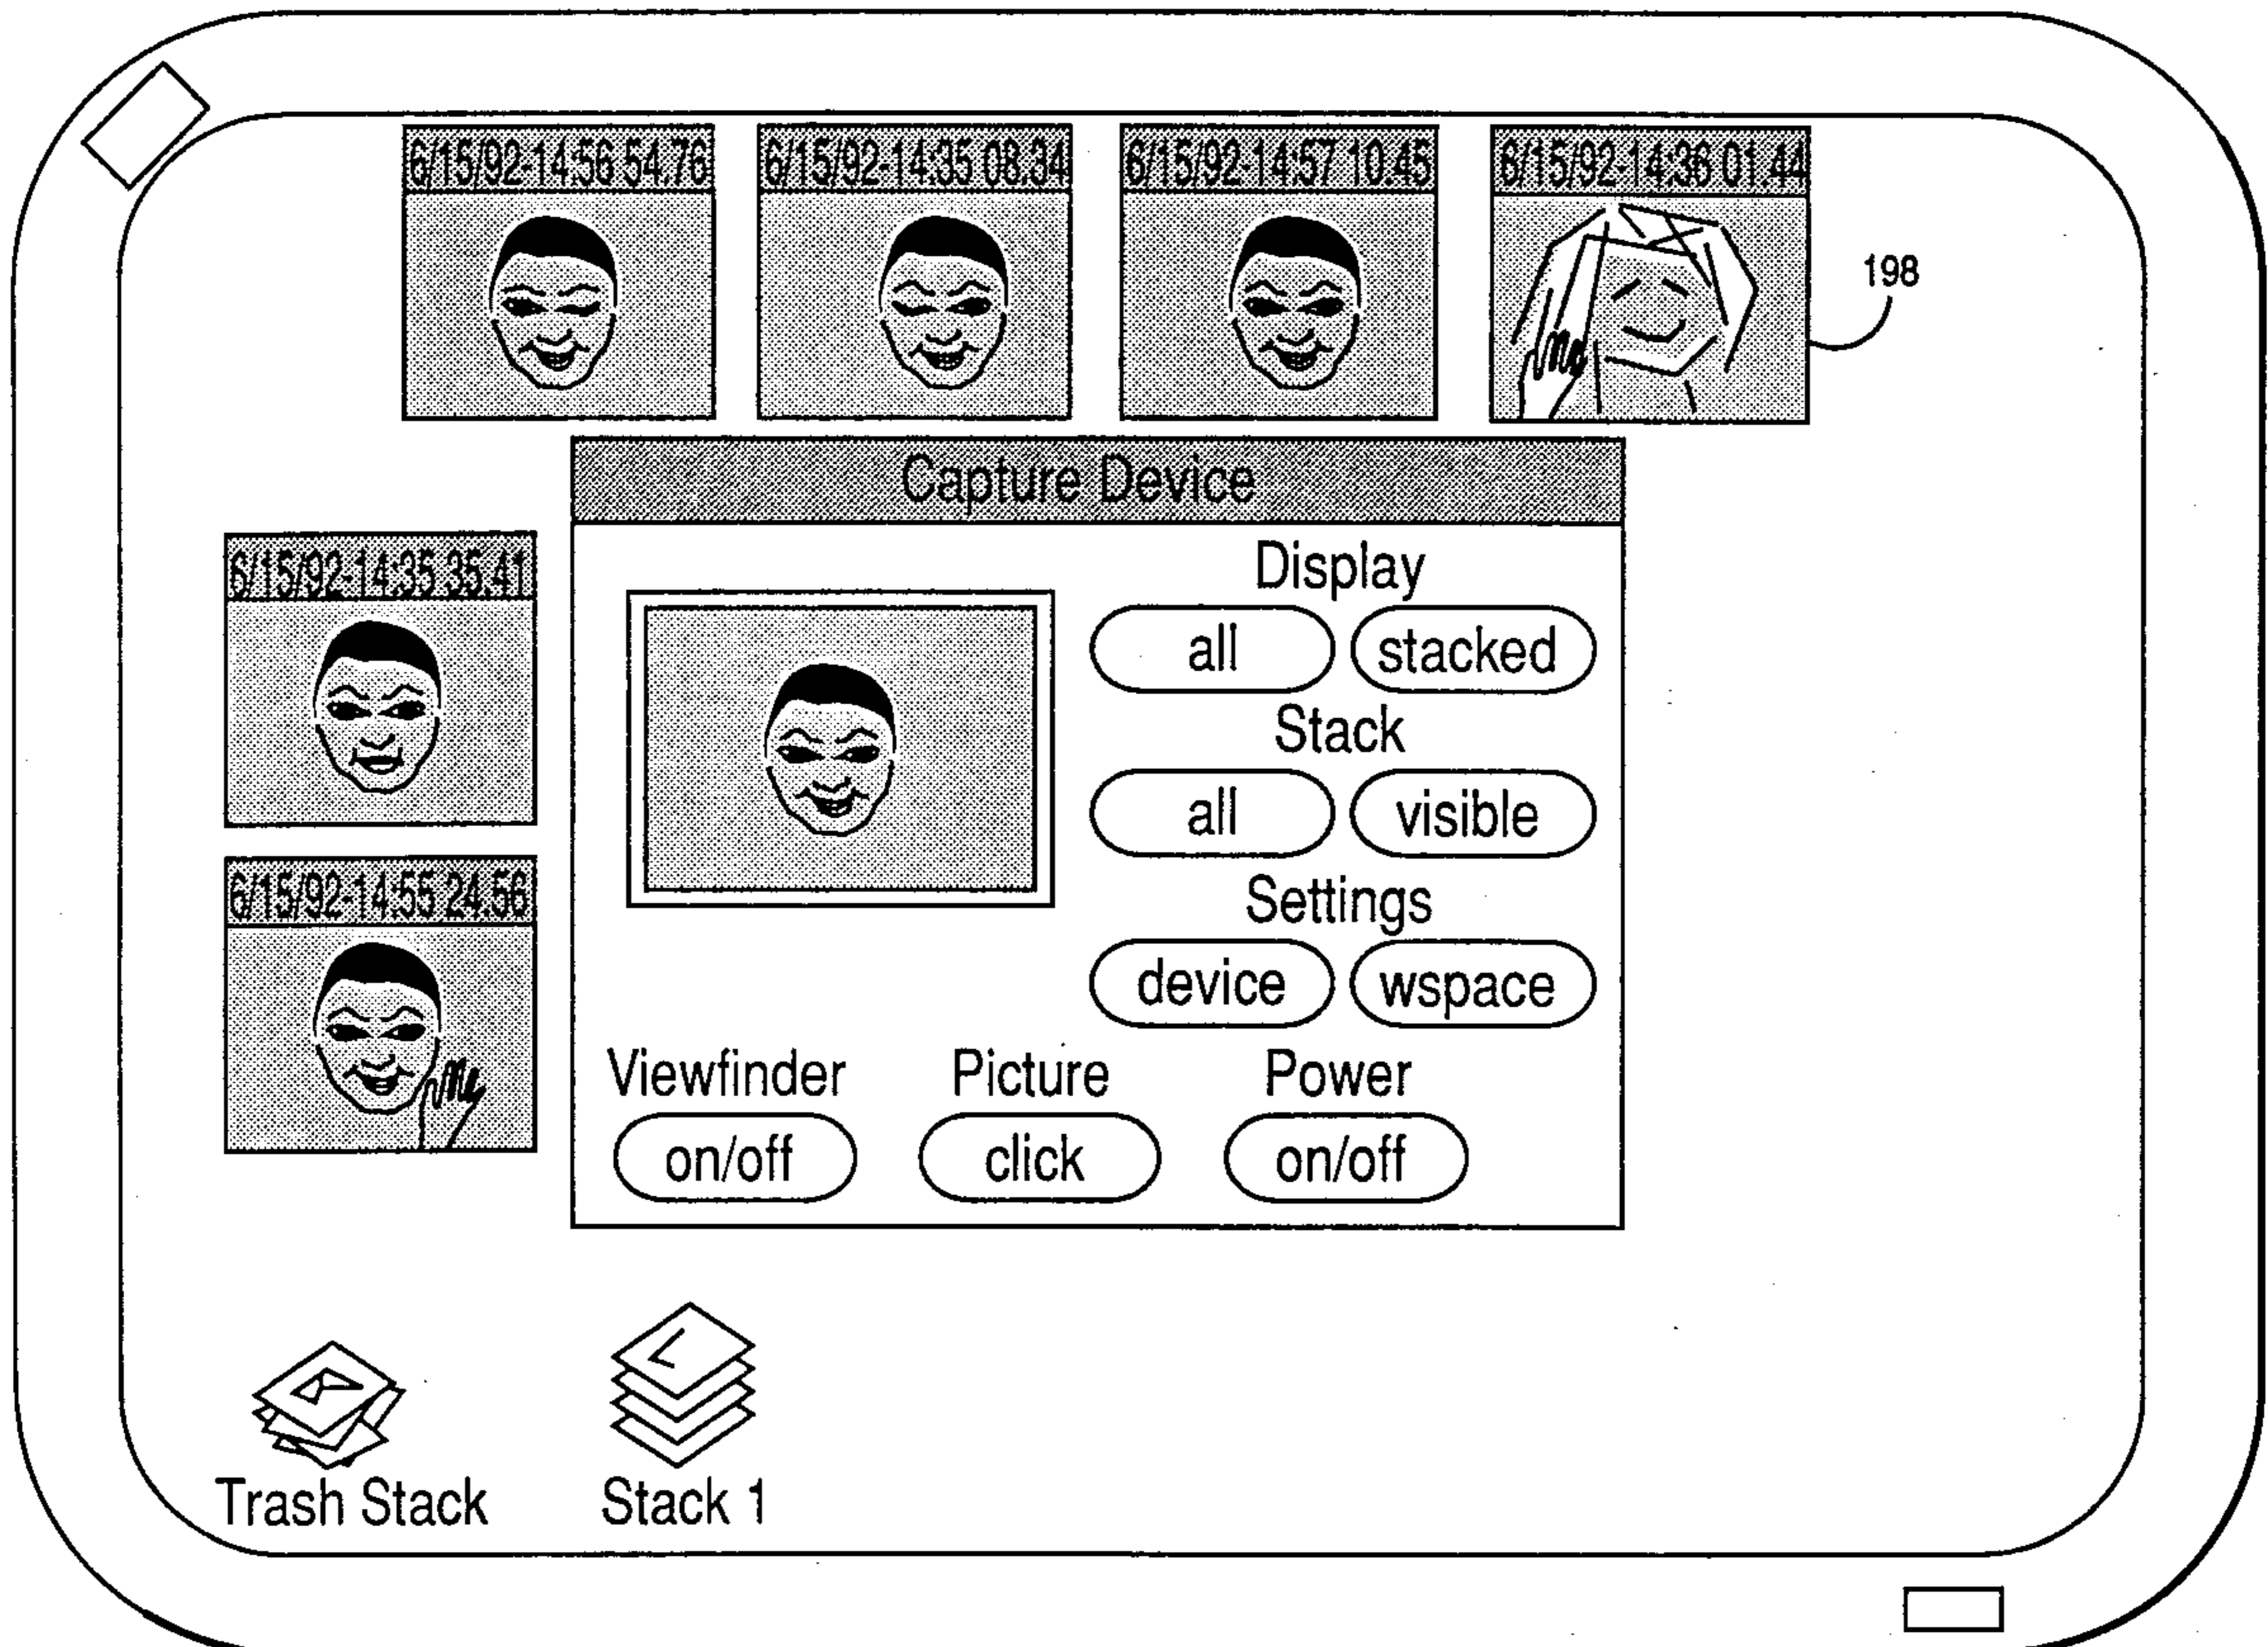 6/15/92-14:56 54.76
6/15/92-14:35 08.34
6/15/92-14:57 10.45
6/15/92-14:36 01.44
198
Capture Device
6/15/92-14:35 35.41
Display
all stacked
Stack
all visible
6/15/92-14:55 24.56
Settings
device wspace
Viewfinder Picture Power
on/off click on/off
Trash Stack
Stack 1